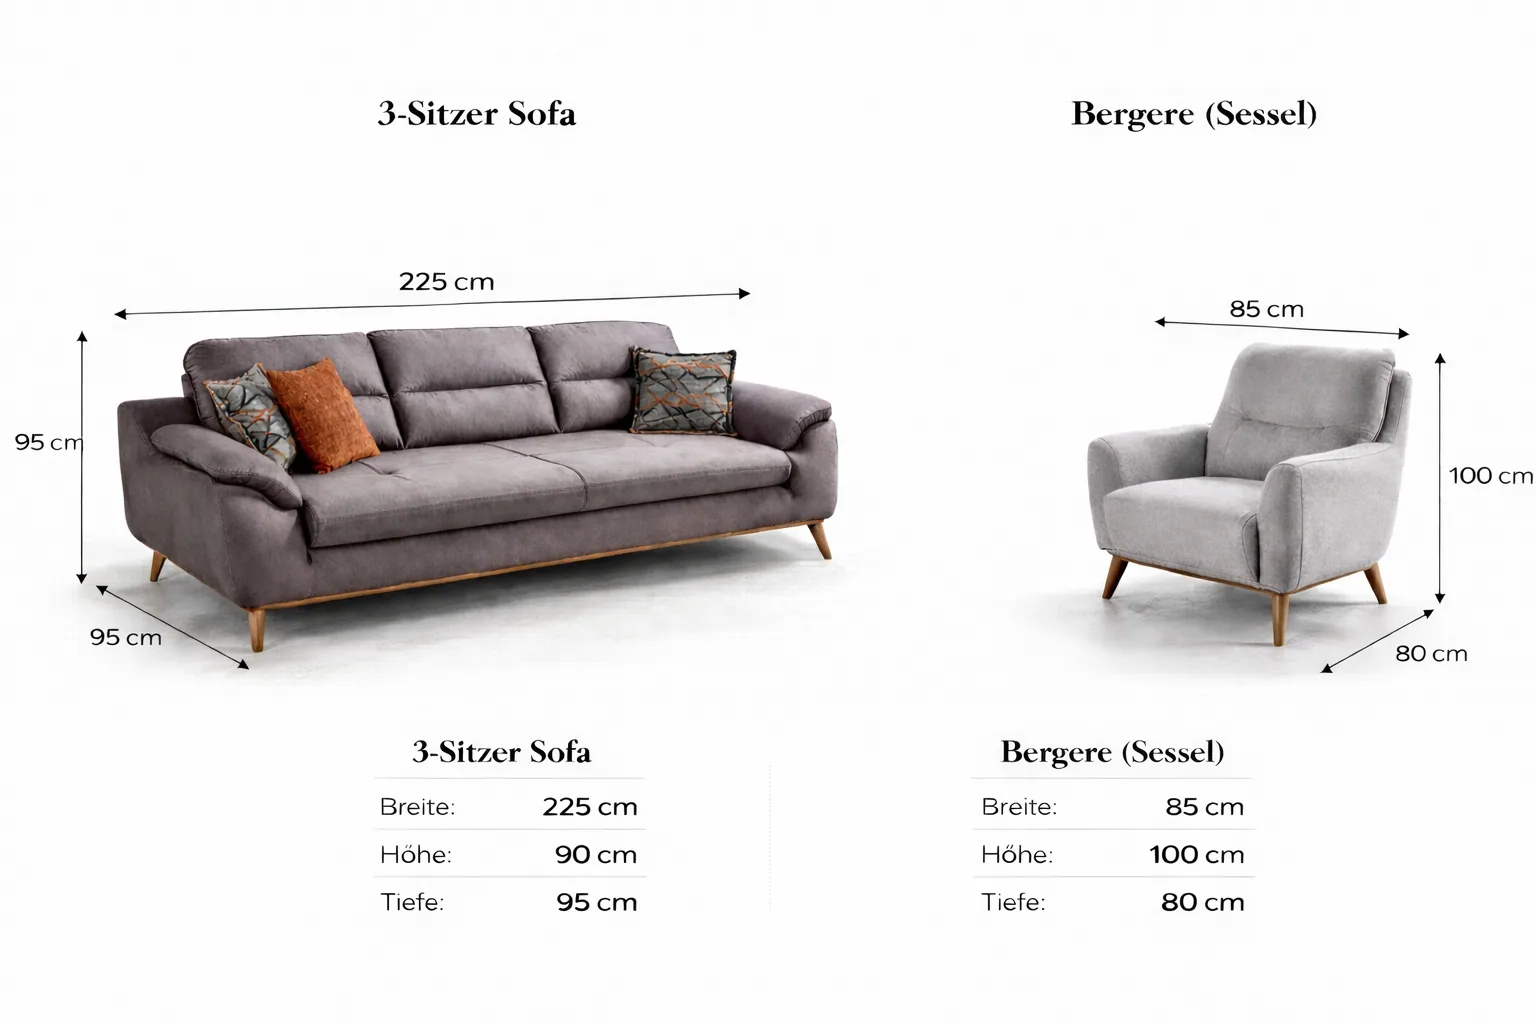 3-Sitzer Sofa
Bergere (Sessel)
225 cm
95 cm
95 cm
85 cm
100 cm
80 cm
3-Sitzer Sofa
Breite: 225 cm
Hőhe: 90 cm
Tiefe: 95 cm
Bergere (Sessel)
Breite: 85 cm
Hőhe: 100 cm
Tiefe: 80 cm